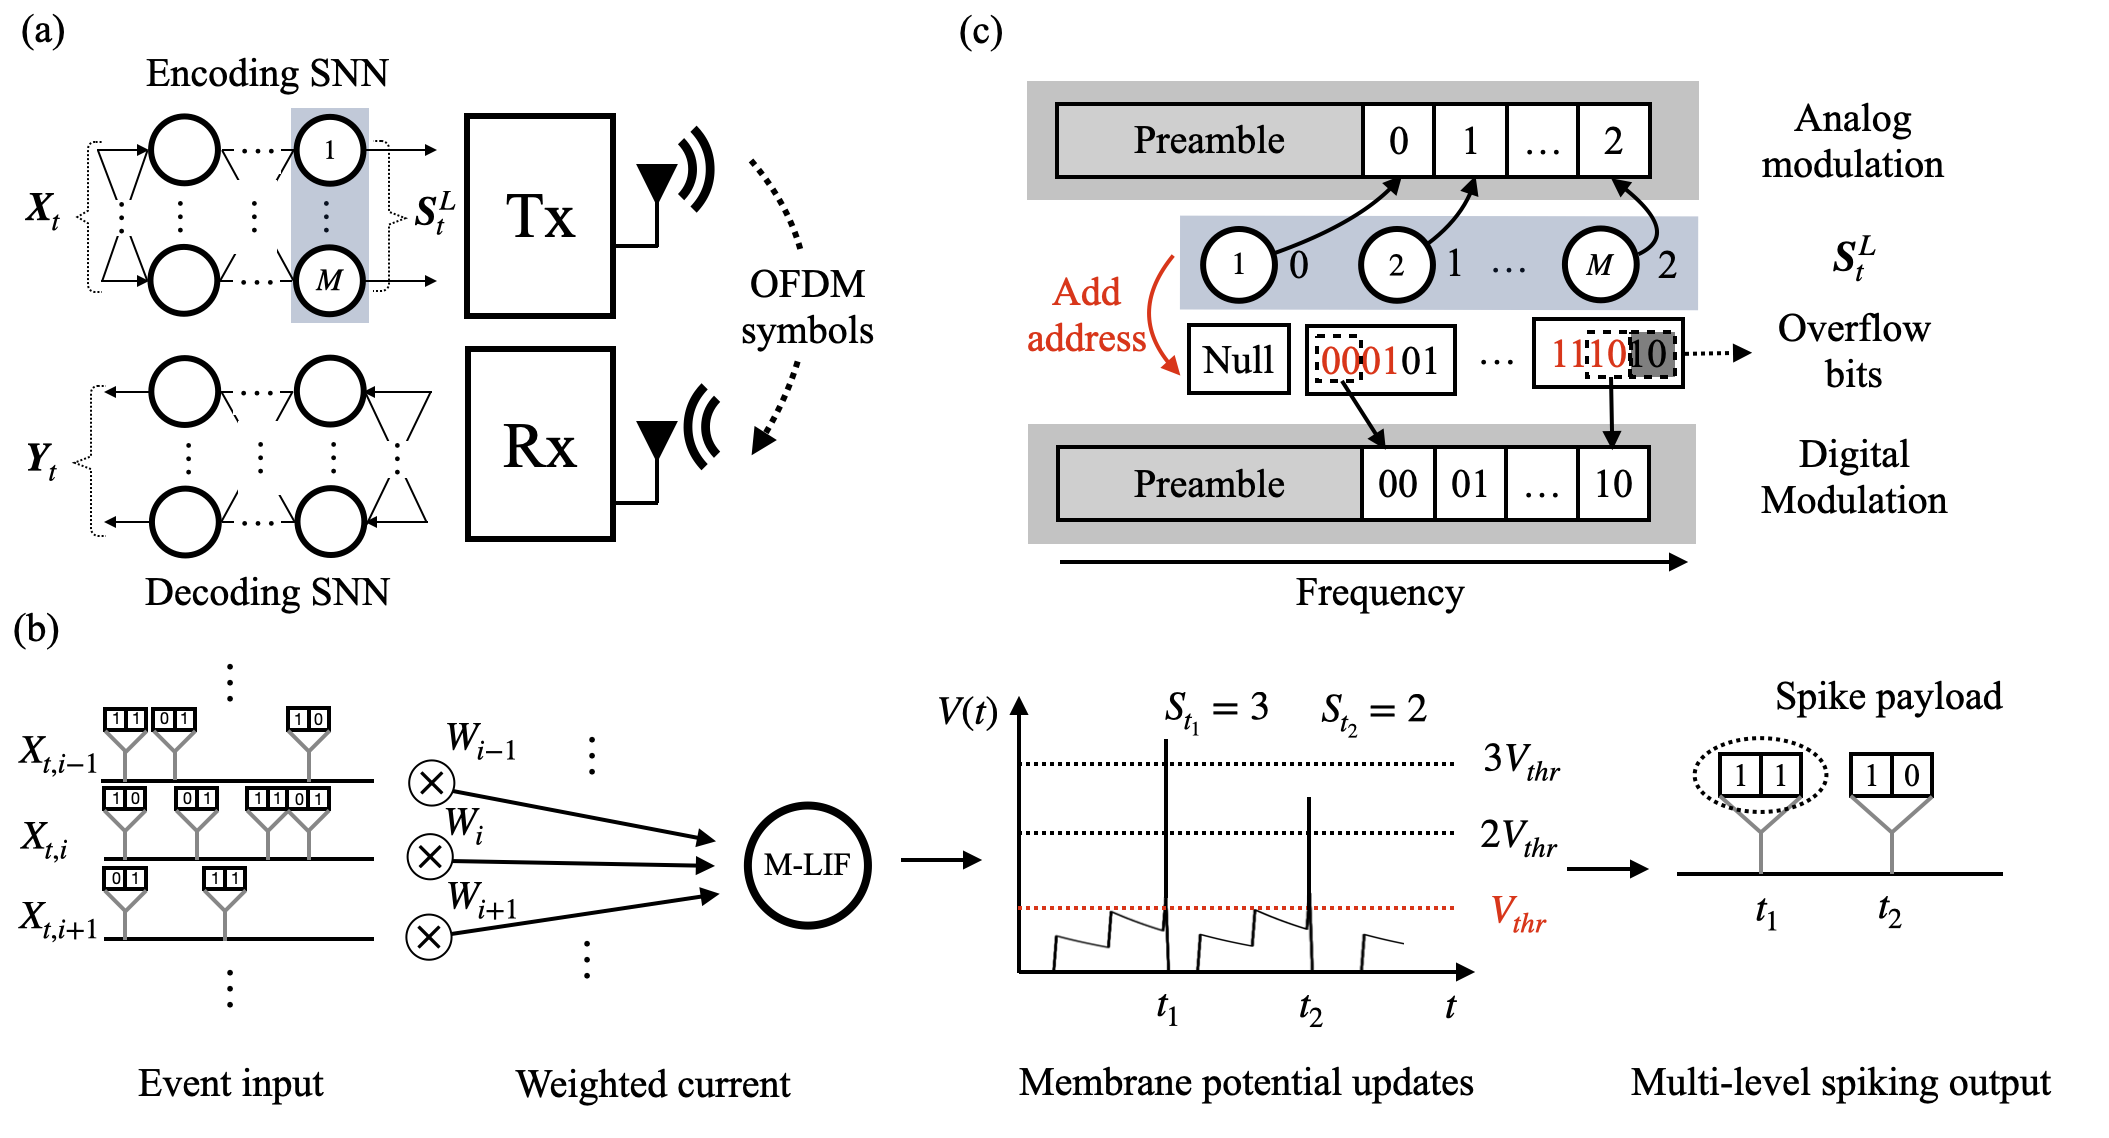 (a)
Encoding SNN
1
M
X_t
S_t^L
Tx
OFDM
symbols
Rx
Y_t
Decoding SNN
(c)
Preamble 0 1 … 2
Analog
modulation
1 0 2 1 … M 2
S_t^L
Add
address
Null 000101 … 111010
Overflow
bits
Preamble 00 01 … 10
Digital
Modulation
Frequency
(b)
1 1 0 1 1 0
X_{t,i−1}
1 0 0 1 1 1 0 1
X_{t,i}
0 1 1 1
X_{t,i+1}
Event input
W_{i−1}
W_i
W_{i+1}
M-LIF
Weighted current
V(t)
S_{t_1} = 3 S_{t_2} = 2
3V_{thr}
2V_{thr}
V_{thr}
t_1 t_2 t
Membrane potential updates
Spike payload
1 1 1 0
t_1 t_2
Multi-level spiking output